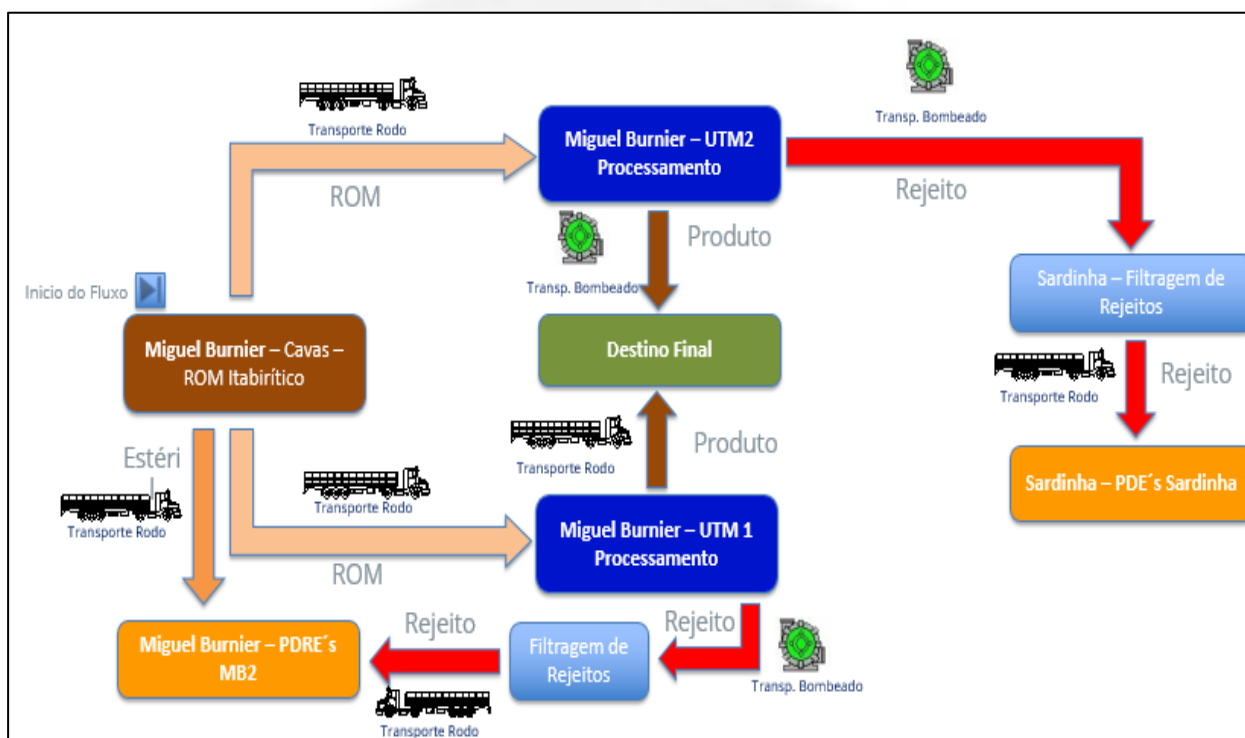 Transp. Bombeado
Transporte Rodo
Miguel Burnier – UTM2
Processamento
ROM
Rejeito
Produto
Transp. Bombeado
Inicio do Fluxo
Sardinha – Filtragem de
Rejeitos
Miguel Burnier – Cavas –
ROM Itabirítico
Destino Final
Transporte Rodo
Rejeito
Produto
Transporte Rodo
Estéri
Transporte Rodo
Transporte Rodo
Sardinha – PDE´s Sardinha
Miguel Burnier – UTM 1
Processamento
ROM
Rejeito
Rejeito
Miguel Burnier – PDRE´s
MB2
Filtragem de
Rejeitos
Transp. Bombeado
Transporte Rodo